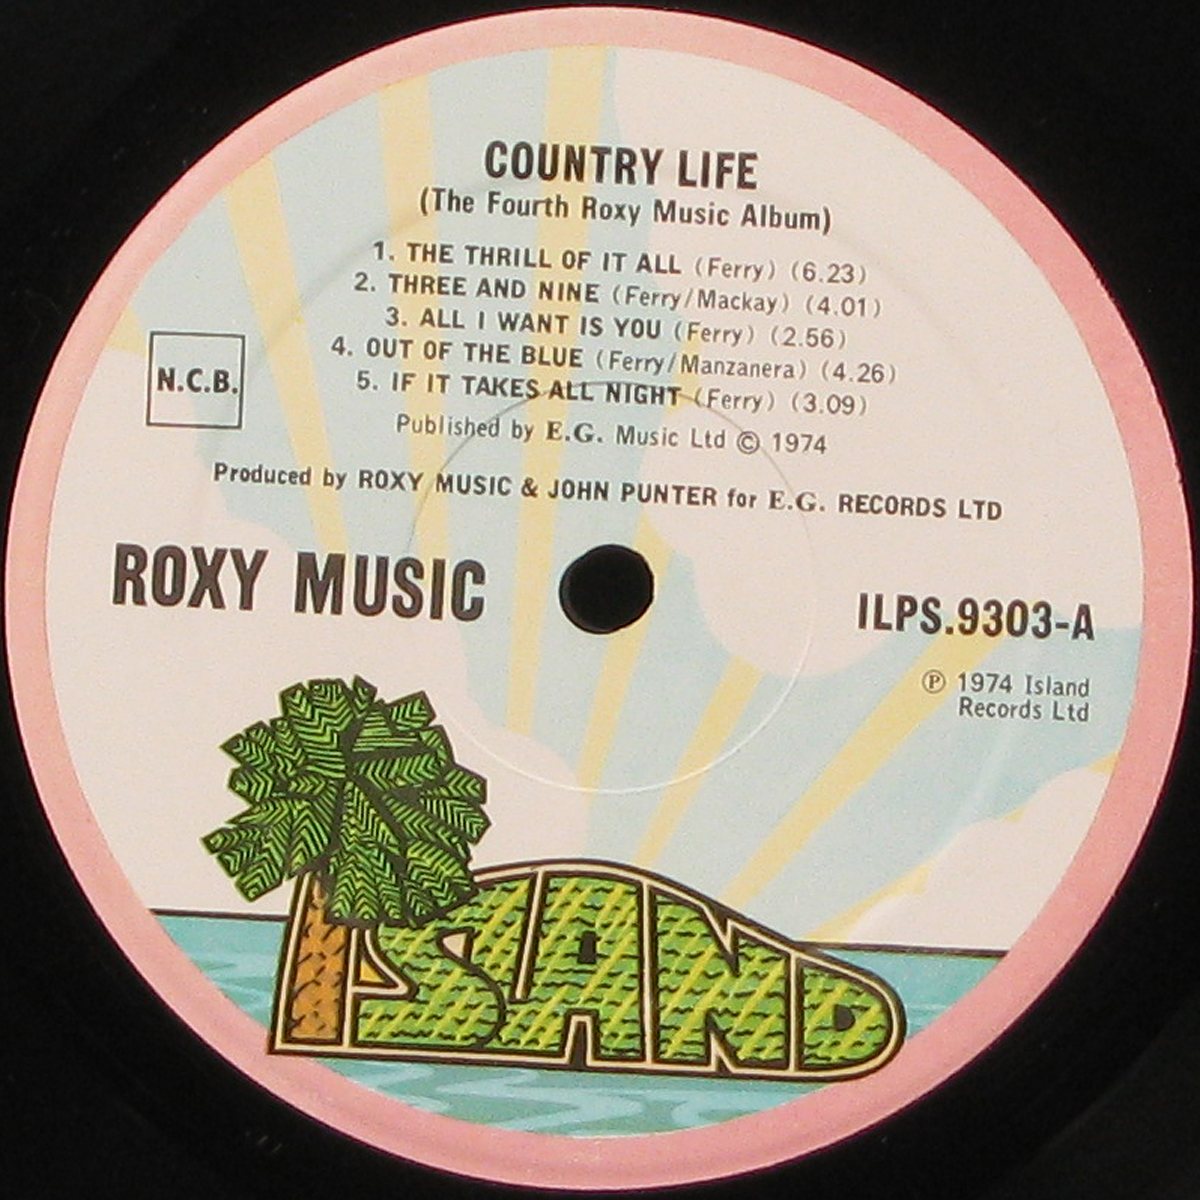 COUNTRY LIFE
(The Fourth Roxy Music Album)
1. THE THRILL OF IT ALL (Ferry) (6.23)
2. THREE AND NINE (Ferry/Mackay) (4.01)
3. ALL I WANT IS YOU (Ferry) (2.56)
4. OUT OF THE BLUE (Ferry/Manzanera) (4.26)
5. IF IT TAKES ALL NIGHT (Ferry) (3.09)
N.C.B.
Published by E.G. Music Ltd © 1974
Produced by ROXY MUSIC & JOHN PUNTER for E.G. RECORDS LTD
ROXY MUSIC
ILPS.9303-A
℗ 1974 Island
Records Ltd
ISLAND